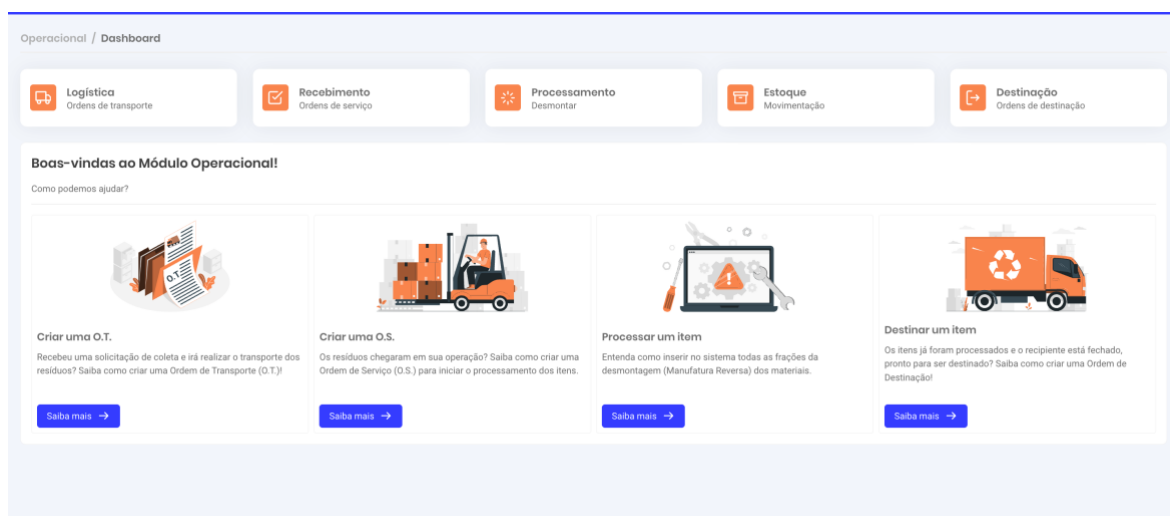 Operacional / Dashboard
Logística
Ordens de transporte
Recebimento
Ordens de serviço
Processamento
Desmontar
Estoque
Movimentação
Destinação
Ordens de destinação
Boas-vindas ao Módulo Operacional!
Como podemos ajudar?
O.T.
Criar uma O.T.
Recebeu uma solicitação de coleta e irá realizar o transporte dos
resíduos? Saiba como criar uma Ordem de Transporte (O.T.)!
Saiba mais →
Criar uma O.S.
Os resíduos chegaram em sua operação? Saiba como criar uma
Ordem de Serviço (O.S.) para iniciar o processamento dos itens.
Saiba mais →
Processar um item
Entenda como inserir no sistema todas as frações da
desmontagem (Manufatura Reversa) dos materiais.
Saiba mais →
Destinar um item
Os itens já foram processados e o recipiente está fechado,
pronto para ser destinado? Saiba como criar uma Ordem de
Destinação!
Saiba mais →